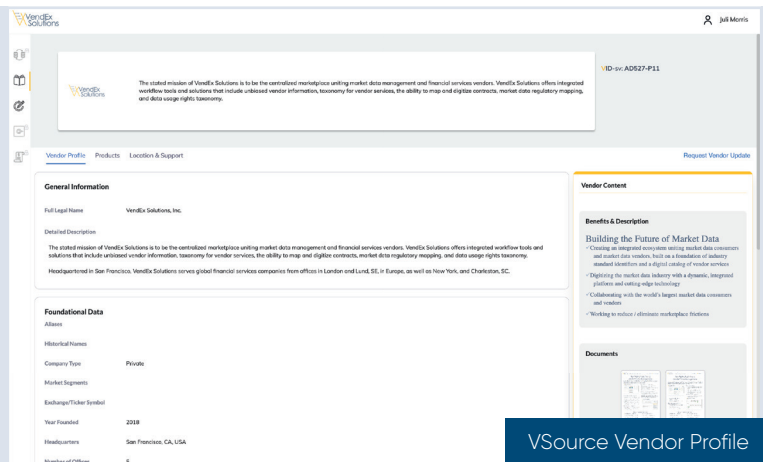 VendEx
Solutions
Juli Morris
VendEx
Solutions
The stated mission of VendEx Solutions is to be the centralized marketplace uniting market data management and financial services vendors. VendEx Solutions offers integrated
workflow tools and solutions that include unbiased vendor information, taxonomy for vendor services, the ability to map and digitize contracts, market data regulatory mapping,
and data usage rights taxonomy.
VID-sv: AD527-P11
Vendor Profile Products Location & Support
Request Vendor Update
General Information
Full Legal Name VendEx Solutions, Inc.
Detailed Description
The stated mission of VendEx Solutions is to be the centralized marketplace uniting market data management and financial services vendors. VendEx Solutions offers integrated workflow tools and
solutions that include unbiased vendor information, taxonomy for vendor services, the ability to map and digitize contracts, market data regulatory mapping, and data usage rights taxonomy.
Headquartered in San Francisco, VendEx Solutions serves global financial services companies from offices in London and Lund, SE, in Europe, as well as New York, and Charleston, SC.
Foundational Data
Aliases
Historical Names
Company Type Private
Market Segments
Exchange/Ticker Symbol
Year Founded 2018
Headquarters San Francisco, CA, USA
Number of Offices 5
Vendor Content
Benefits & Description
Building the Future of Market Data
✓ Creating an integrated ecosystem uniting market data consumers
and market data vendors, built on a foundation of industry
standard identifiers and a digital catalog of vendor services
✓ Digitizing the market data industry with a dynamic, integrated
platform and cutting-edge technology
✓ Collaborating with the world's largest market data consumers
and vendors
✓ Working to reduce / eliminate marketplace frictions
Documents
VSource Vendor Profile